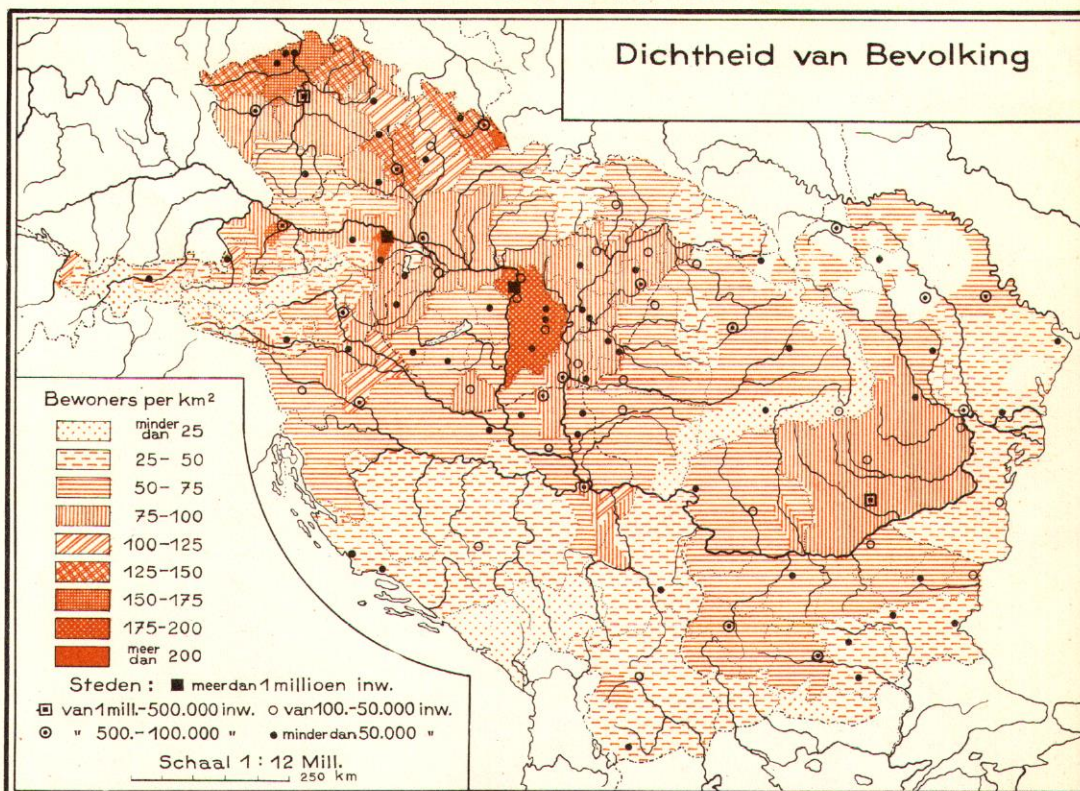 Dichtheid van Bevolking
Bewoners per km²
minder dan 25
25-50
50-75
75-100
100-125
125-150
150-175
175-200
meer dan 200
Steden: ■ meer dan 1 millioen inw.
van 1 mill.-500.000 inw. ○ van 100.-50.000 inw.
" 500.-100.000 " • minder dan 50.000 "
Schaal 1 : 12 Mill.
250 km